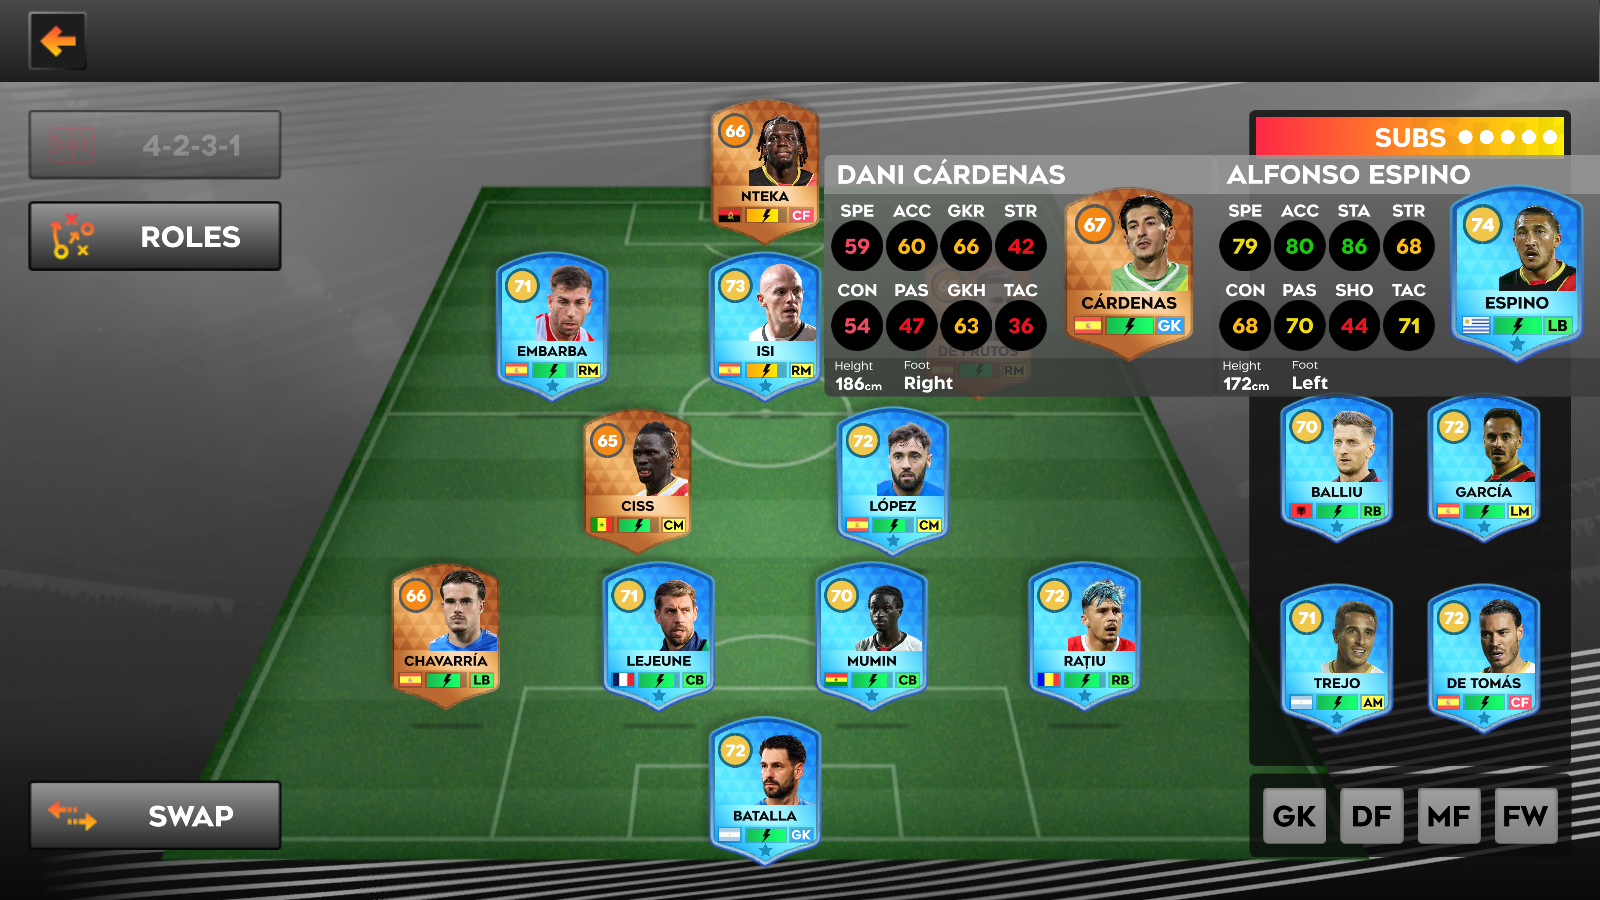 4-2-3-1
ROLES
SWAP
66
NTEKA
CF
71
EMBARBA
RM
73
ISI
RM
DE FRUTOS
RM
65
CISS
CM
72
LÓPEZ
CM
66
CHAVARRÍA
LB
71
LEJEUNE
CB
70
MUMIN
CB
72
RAȚIU
RB
72
BATALLA
GK
DANI CÁRDENAS
SPE ACC GKR STR
59 60 66 42
CON PAS GKH TAC
54 47 63 36
Height Foot
186cm Right
67
CÁRDENAS
GK
SUBS
ALFONSO ESPINO
SPE ACC STA STR
79 80 86 68
CON PAS SHO TAC
68 70 44 71
Height Foot
172cm Left
74
ESPINO
LB
70
BALLIU
RB
72
GARCÍA
LM
71
TREJO
AM
72
DE TOMÁS
CF
GK DF MF FW